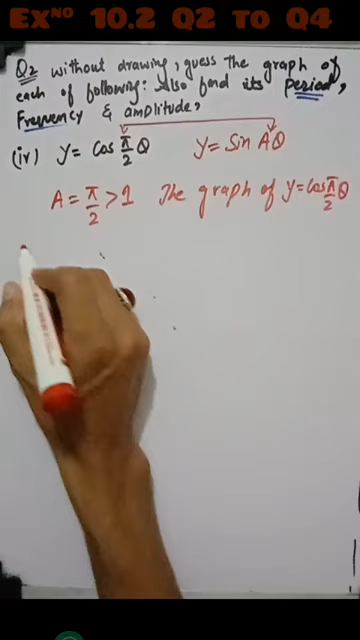 Exᴺᴼ 10.2 Q2 TO Q4
Q2 without drawing, guess the graph of
each of following: Also find its period,
Frequency & amplitude,
(iv) y = Cos π/2 θ y = Sin Aθ
A = π/2 > 1 The graph of y = Cos π/2 θ